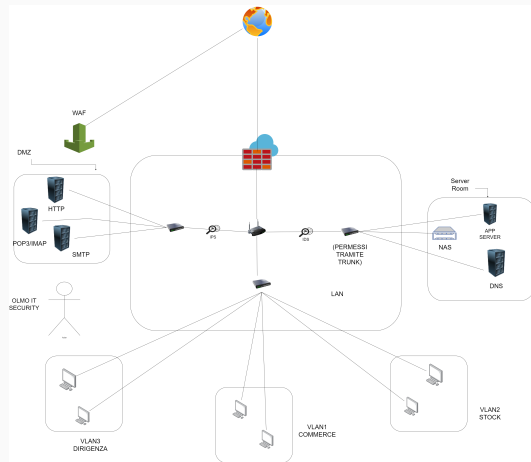 WAF
DMZ
HTTP
POP3/IMAP
SMTP
IPS
IDS
(PERMESSI
TRAMITE
TRUNK)
LAN
Server
Room
APP
SERVER
NAS
DNS
OLMO IT
SECURITY
VLAN3
DIRIGENZA
VLAN1
COMMERCE
VLAN2
STOCK